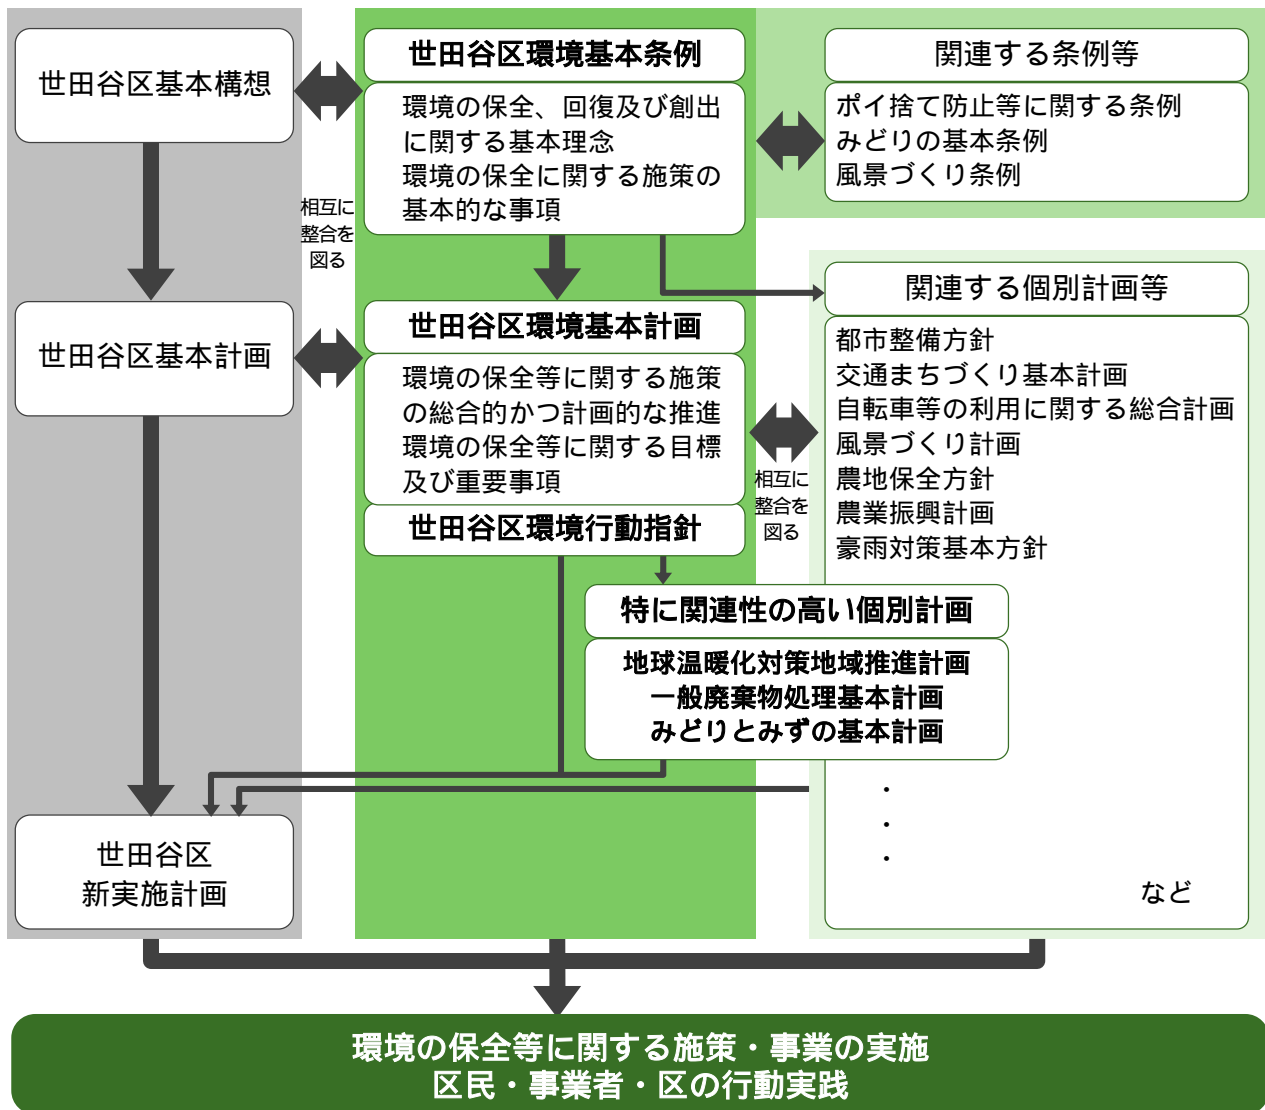 世田谷区基本構想
相互に
整合を
図る
世田谷区基本計画
世田谷区
新実施計画
世田谷区環境基本条例
環境の保全、回復及び創出
に関する基本理念
環境の保全に関する施策の
基本的な事項
世田谷区環境基本計画
環境の保全等に関する施策
の総合的かつ計画的な推進
環境の保全等に関する目標
及び重要事項
世田谷区環境行動指針
相互に
整合を
図る
特に関連性の高い個別計画
地球温暖化対策地域推進計画
一般廃棄物処理基本計画
みどりとみずの基本計画
関連する条例等
ポイ捨て防止等に関する条例
みどりの基本条例
風景づくり条例
関連する個別計画等
都市整備方針
交通まちづくり基本計画
自転車等の利用に関する総合計画
風景づくり計画
農地保全方針
農業振興計画
豪雨対策基本方針
・
・
・
など
環境の保全等に関する施策・事業の実施
区民・事業者・区の行動実践